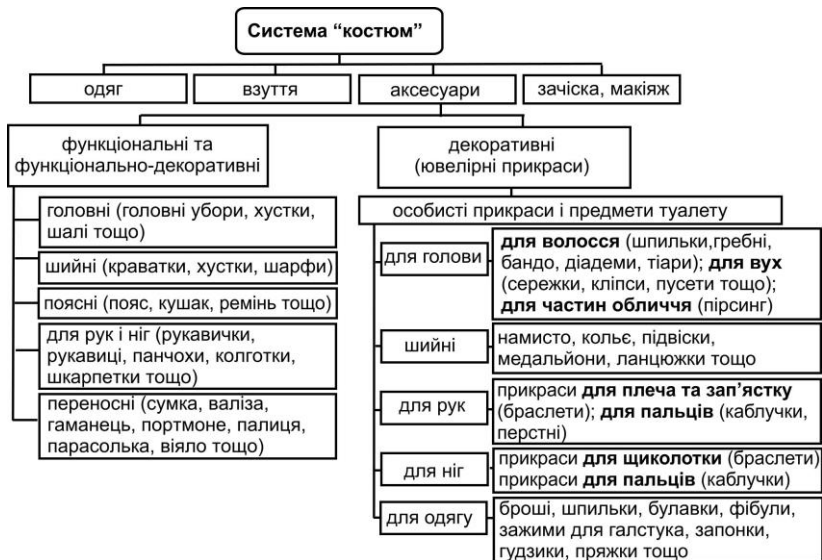 Система “костюм”
одяг
взуття
аксесуари
зачіска, макіяж
функціональні та
функціонально-декоративні
головні (головні убори, хустки,
шалі тощо)
шийні (краватки, хустки, шарфи)
поясні (пояс, кушак, ремінь тощо)
для рук і ніг (рукавички,
рукавиці, панчохи, колготки,
шкарпетки тощо)
переносні (сумка, валіза,
гаманець, портмоне, палиця,
парасолька, віяло тощо)
декоративні
(ювелірні прикраси)
особисті прикраси і предмети туалету
для голови
для волосся (шпильки,гребні,
бандо, діадеми, тіари); для вух
(сережки, кліпси, пусети тощо);
для частин обличчя (пірсинг)
шийні
намисто, кольє, підвіски,
медальйони, ланцюжки тощо
для рук
прикраси для плеча та зап’ястку
(браслети); для пальців (каблучки,
перстні)
для ніг
прикраси для щиколотки (браслети)
прикраси для пальців (каблучки)
для одягу
броші, шпильки, булавки, фібули,
зажими для галстука, запонки,
гудзики, пряжки тощо